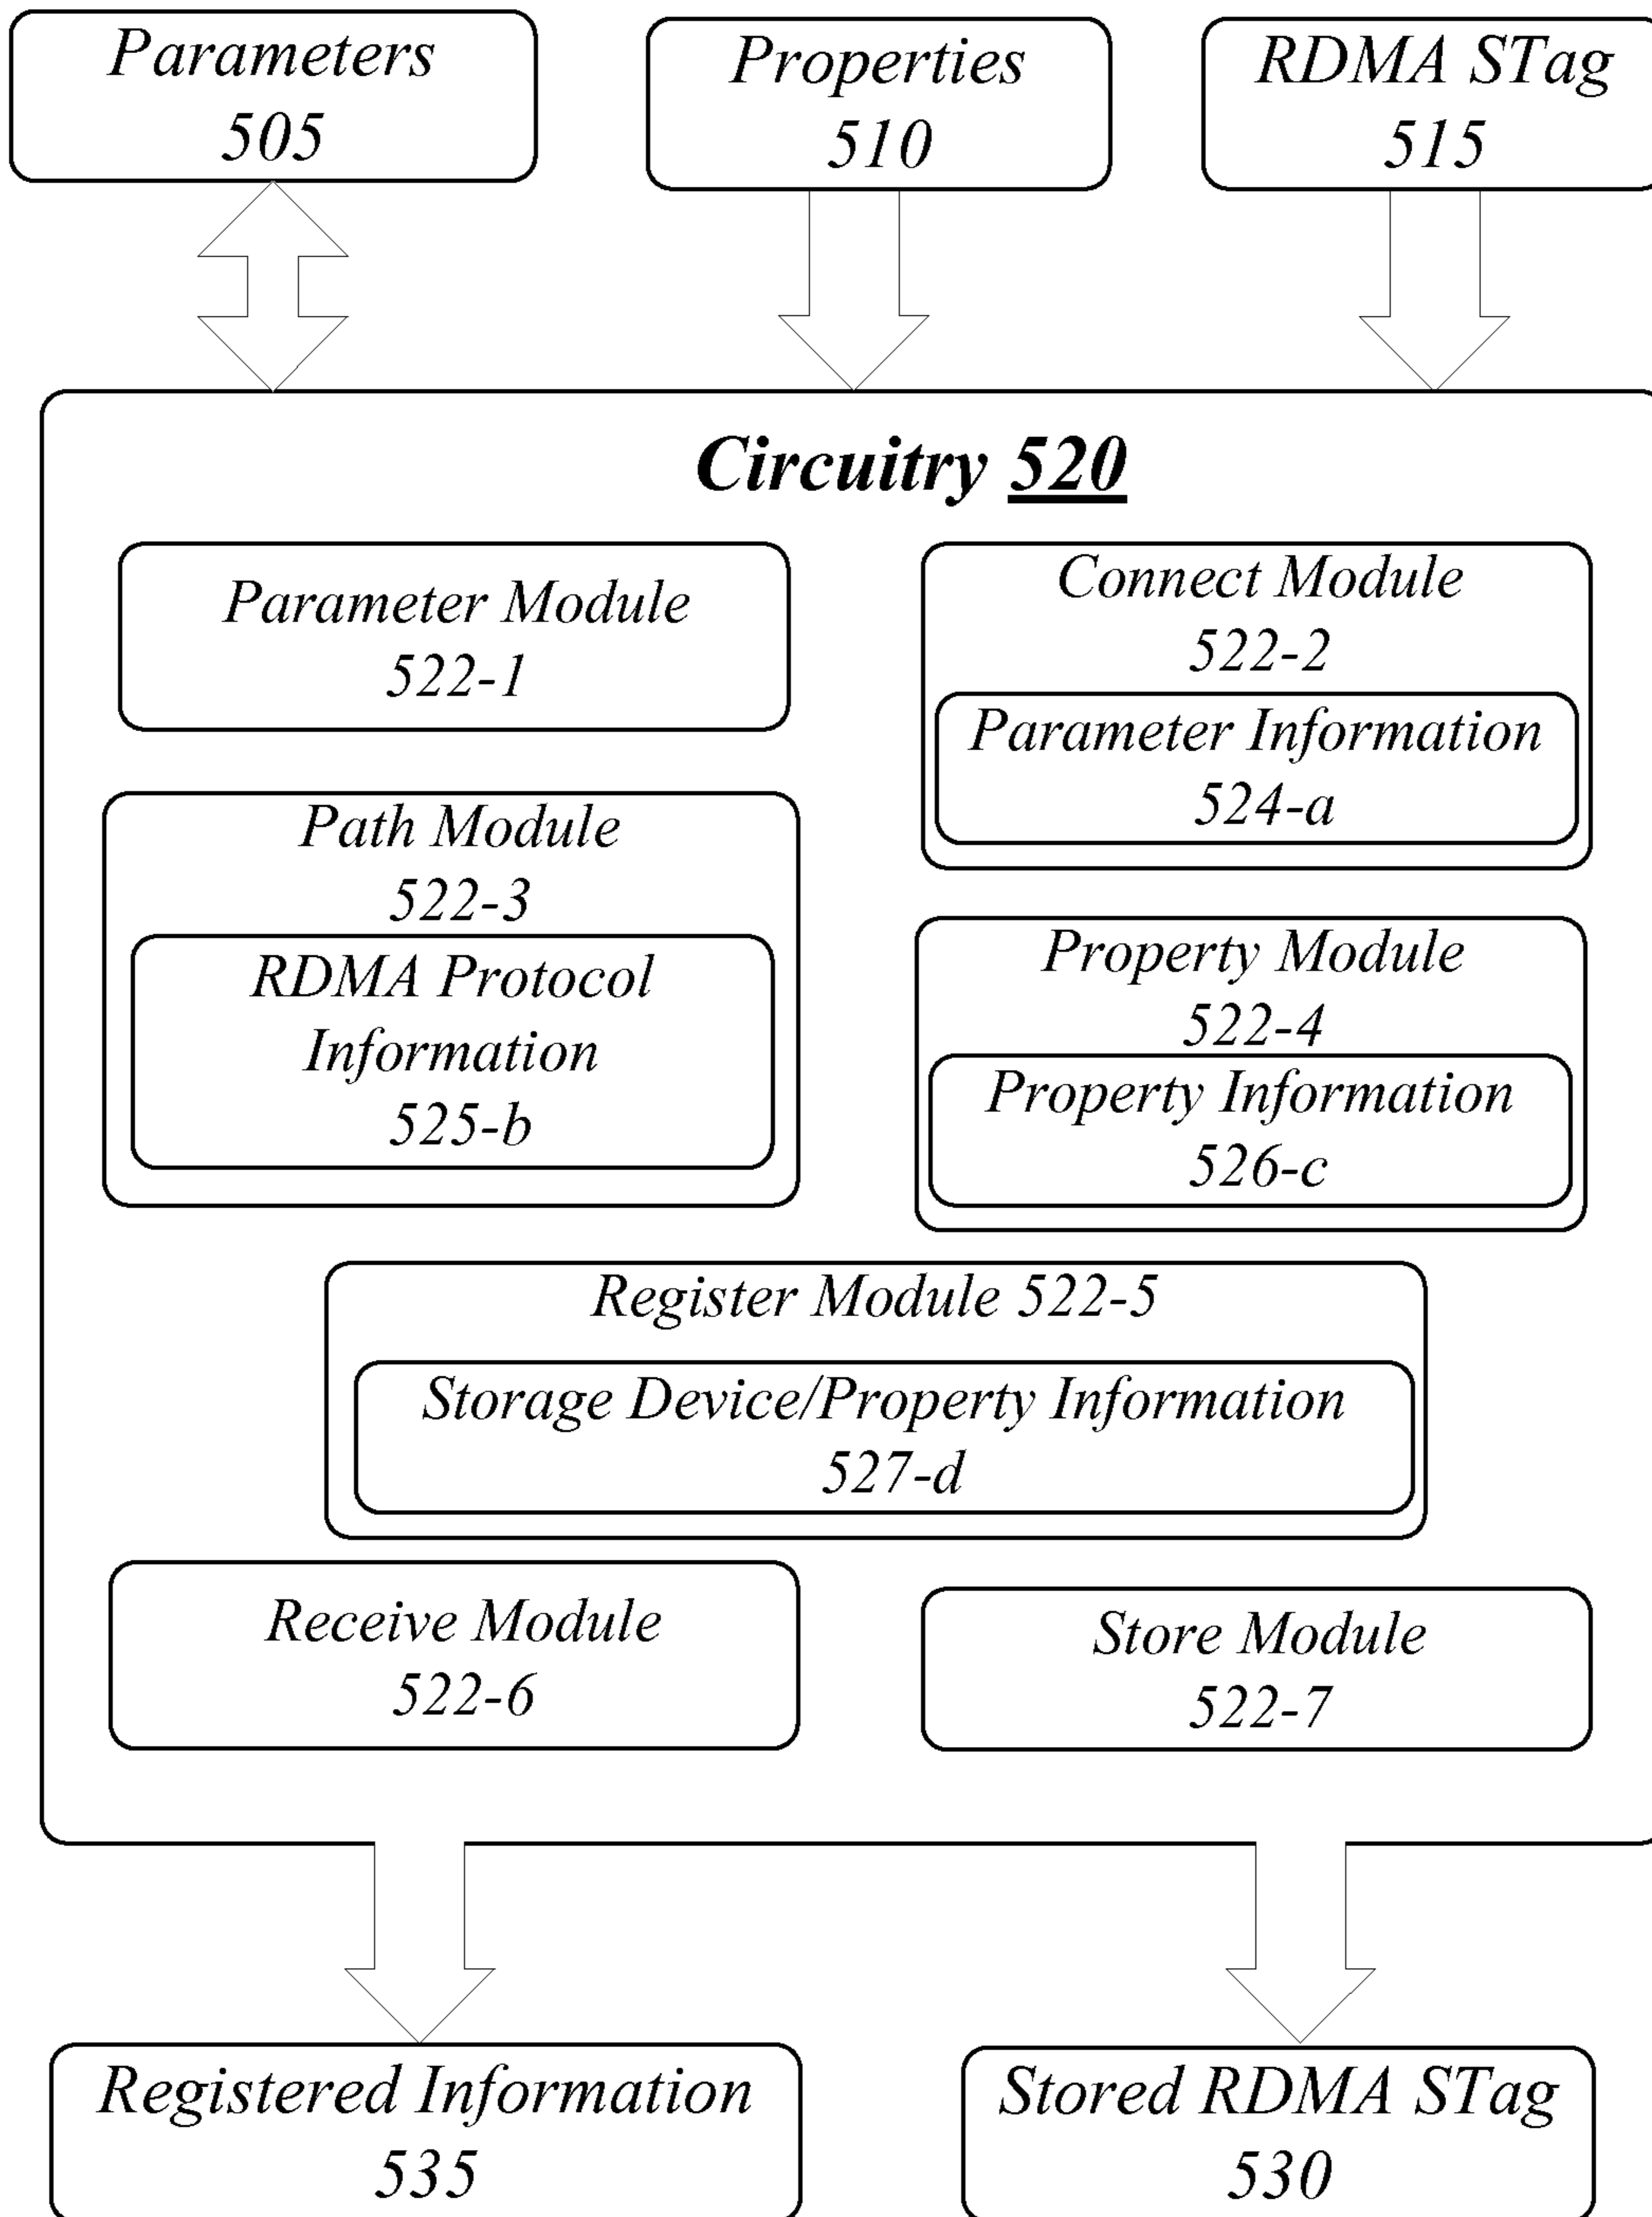 Parameters
505
Properties
510
RDMA STag
515
Circuitry 520
Parameter Module
522-1
Connect Module
522-2
Parameter Information
524-a
Path Module
522-3
RDMA Protocol
Information
525-b
Property Module
522-4
Property Information
526-c
Register Module 522-5
Storage Device/Property Information
527-d
Receive Module
522-6
Store Module
522-7
Registered Information
535
Stored RDMA STag
530